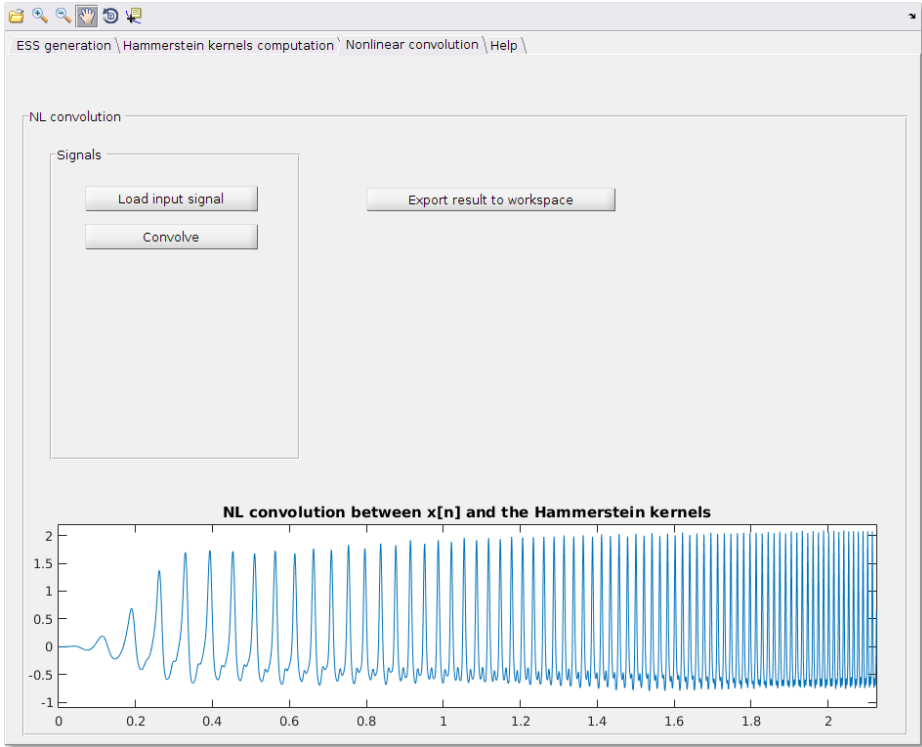 ESS generation Hammerstein kernels computation Nonlinear convolution Help
NL convolution
Signals
Load input signal
Export result to workspace
Convolve
NL convolution between x[n] and the Hammerstein kernels
2
1.5
1
0.5
0
-0.5
-1
0 0.2 0.4 0.6 0.8 1 1.2 1.4 1.6 1.8 2